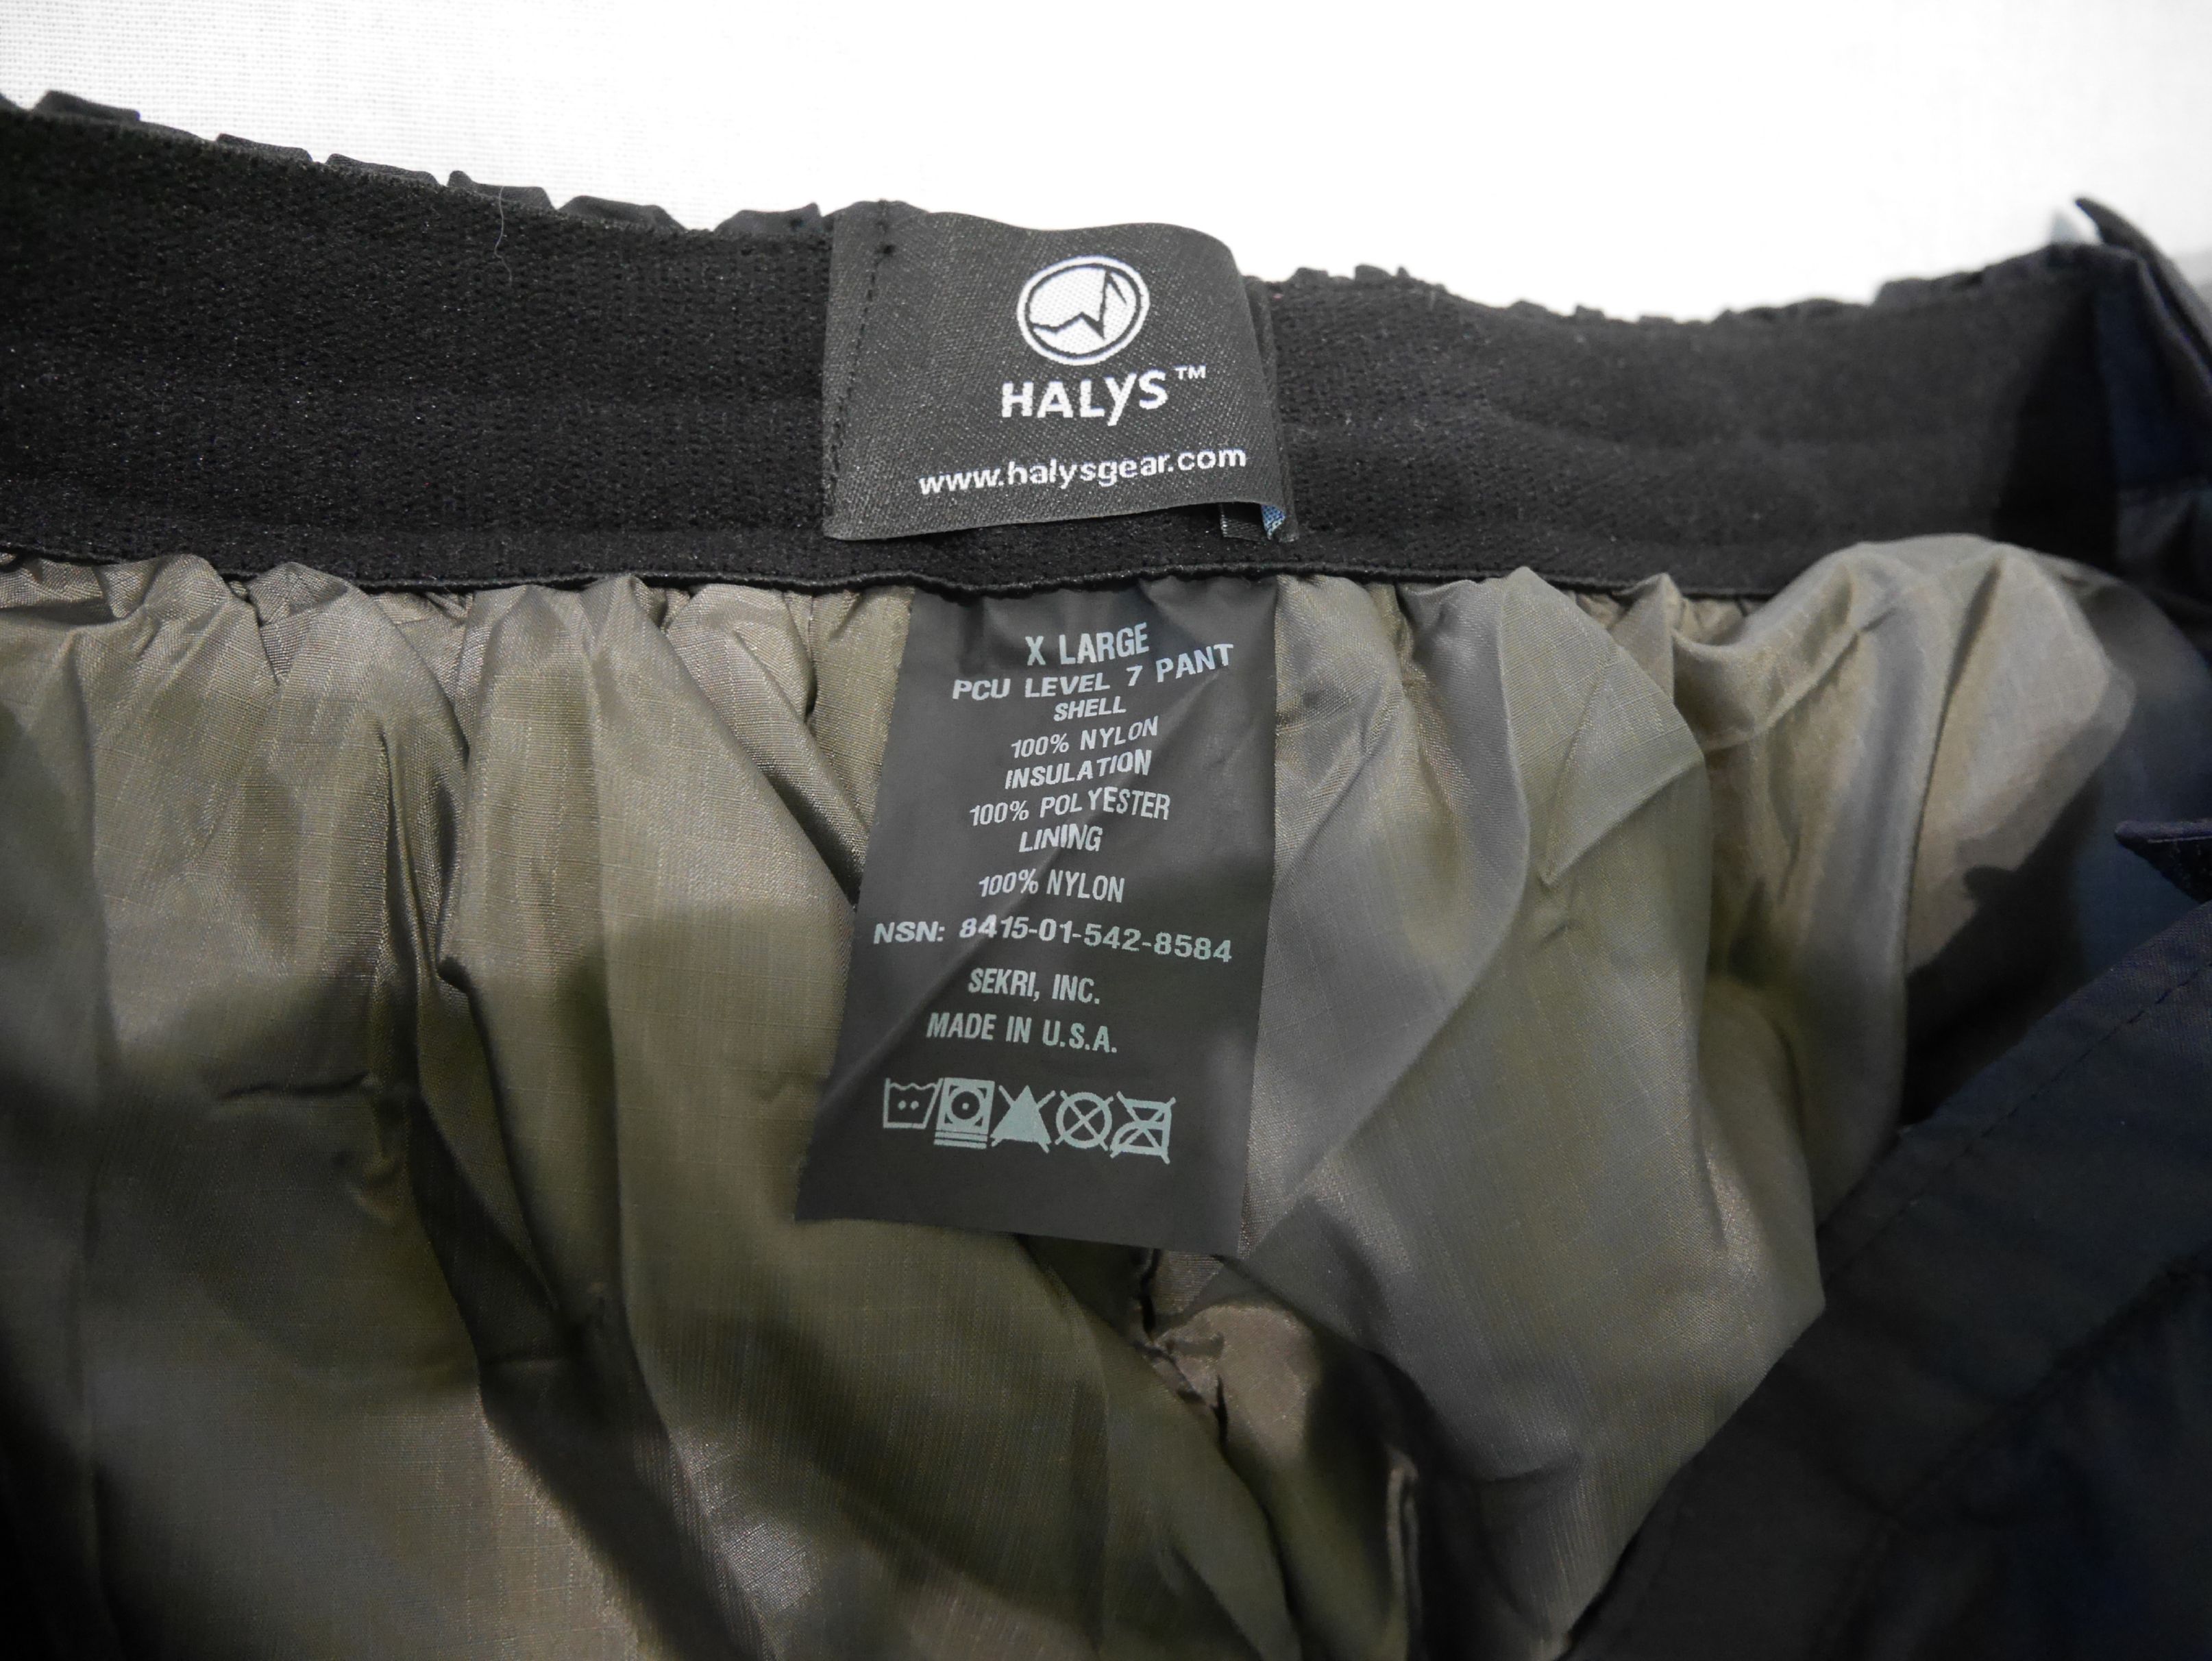 HALYS™
www.halysgear.com
X LARGE
PCU LEVEL 7 PANT
SHELL
100% NYLON
INSULATION
100% POLYESTER
LINING
100% NYLON
NSN: 8415-01-542-8584
SEKRI, INC.
MADE IN U.S.A.